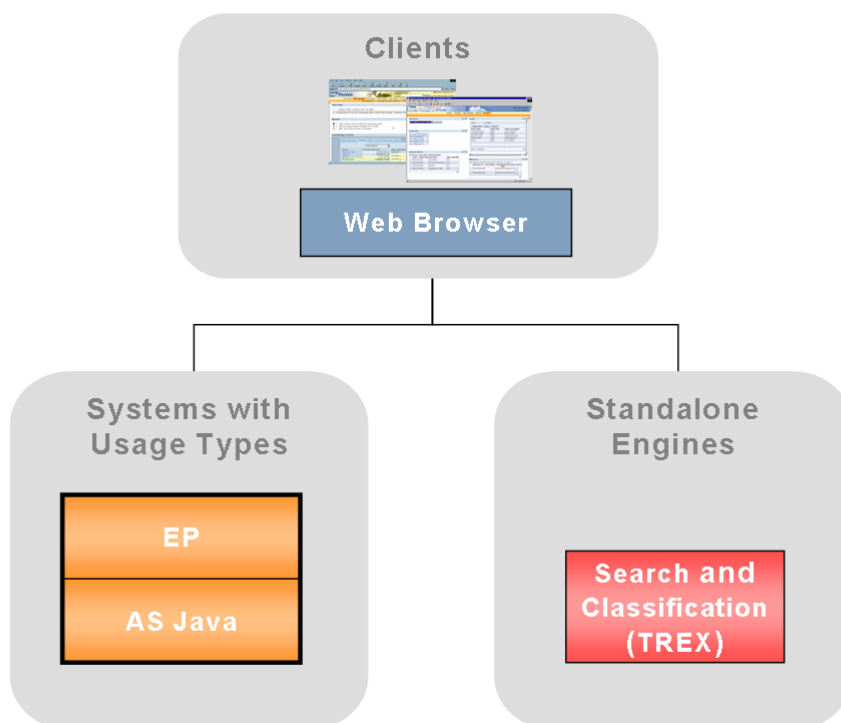 Clients
Web Browser
Systems with
Usage Types
EP
AS Java
Standalone
Engines
Search and
Classification
(TREX)